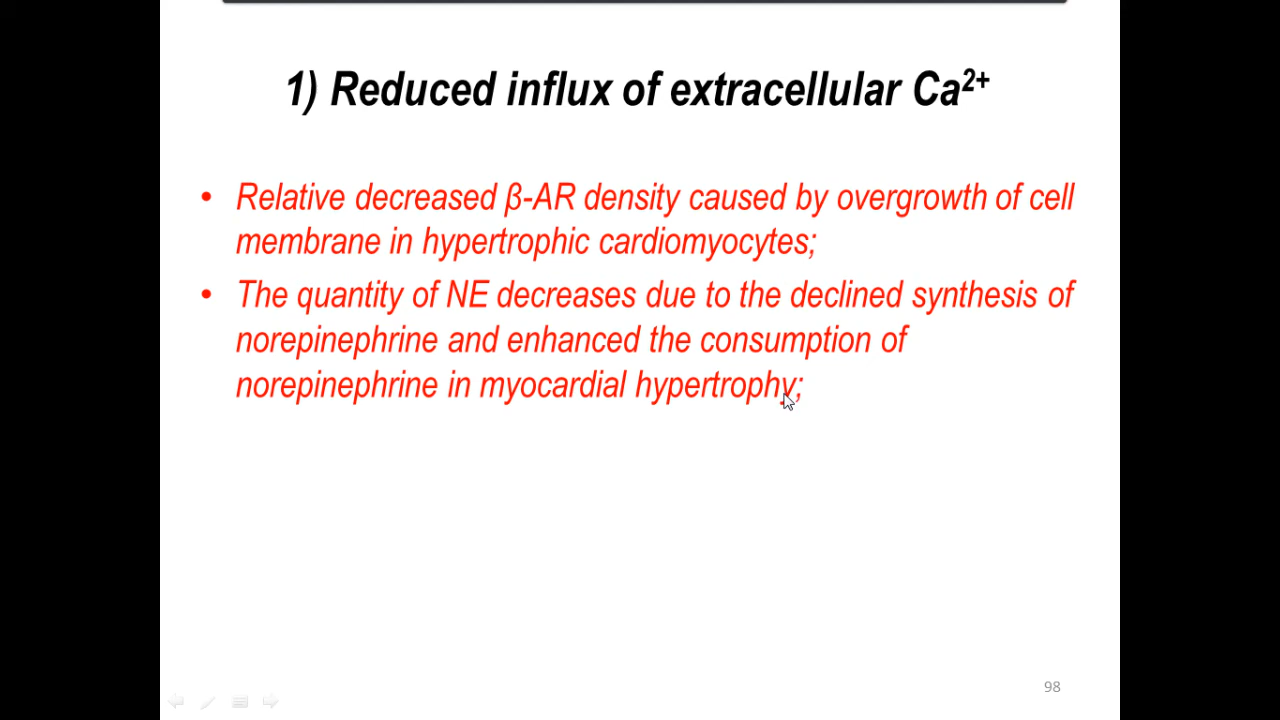 1) Reduced influx of extracellular Ca²⁺
• Relative decreased β-AR density caused by overgrowth of cell
membrane in hypertrophic cardiomyocytes;
• The quantity of NE decreases due to the declined synthesis of
norepinephrine and enhanced the consumption of
norepinephrine in myocardial hypertrophy;
98